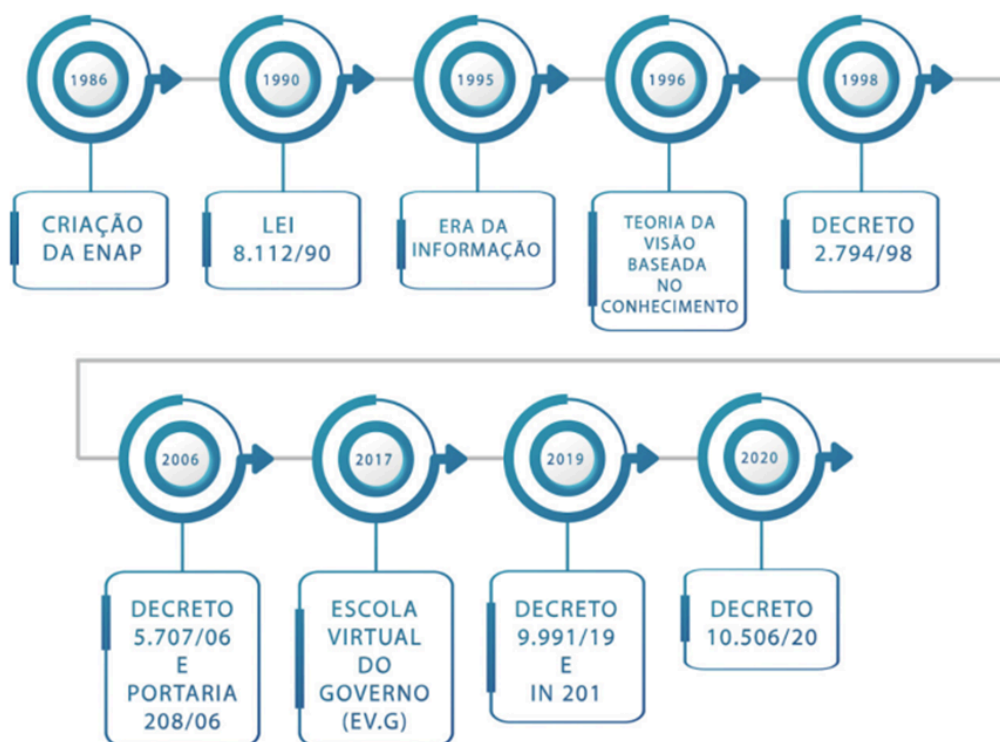 1986
1990
1995
1996
1998
CRIAÇÃO
DA ENAP
LEI
8.112/90
ERA DA
INFORMAÇÃO
TEORIA DA
VISÃO
BASEADA
NO
CONHECIMENTO
DECRETO
2.794/98
2006
2017
2019
2020
DECRETO
5.707/06
E
PORTARIA
208/06
ESCOLA
VIRTUAL
DO
GOVERNO
(EV.G)
DECRETO
9.991/19
E
IN 201
DECRETO
10.506/20